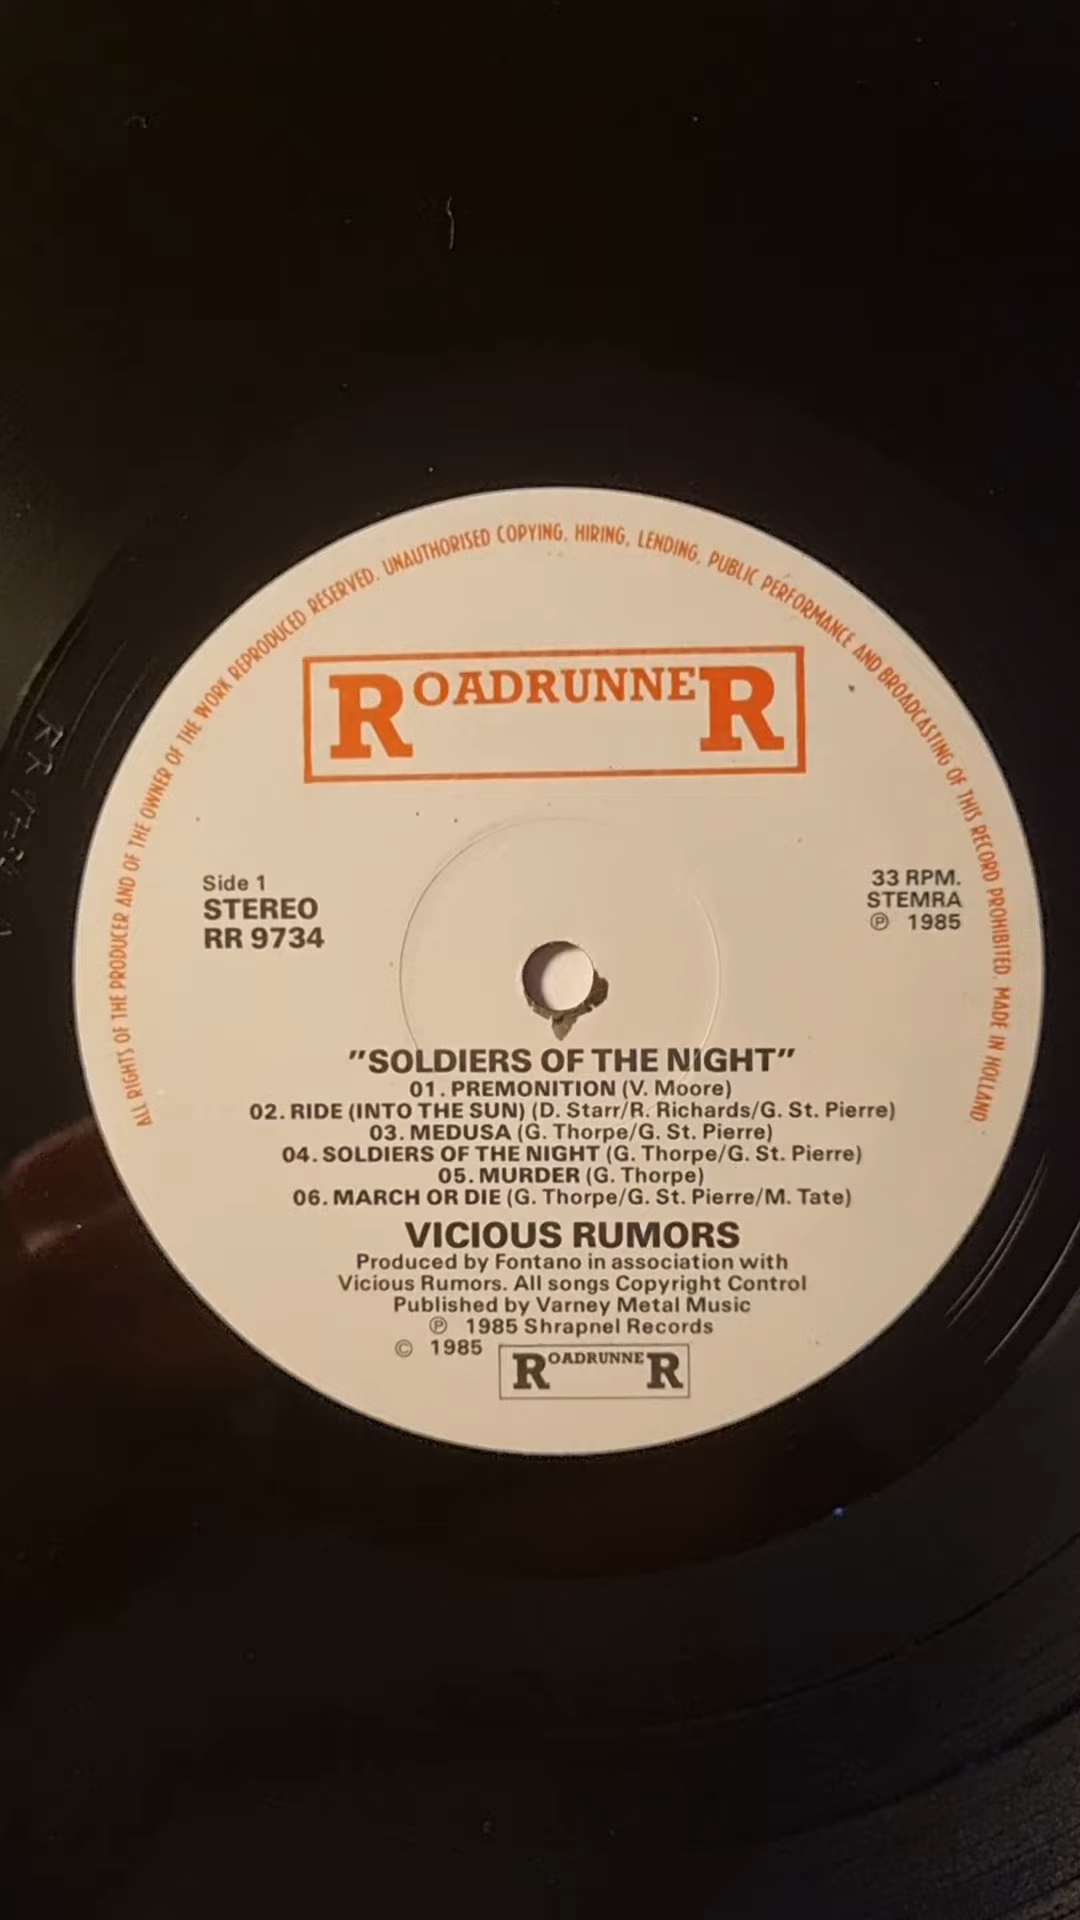 ALL RIGHTS OF THE PRODUCER AND OF THE OWNER OF THE WORK REPRODUCED RESERVED. UNAUTHORISED COPYING, HIRING, LENDING, PUBLIC PERFORMANCE AND BROADCASTING OF THIS RECORD PROHIBITED. MADE IN HOLLAND
ROADRUNNER
Side 1
STEREO
RR 9734
33 RPM.
STEMRA
℗ 1985
"SOLDIERS OF THE NIGHT"
01. PREMONITION (V. Moore)
02. RIDE (INTO THE SUN) (D. Starr/R. Richards/G. St. Pierre)
03. MEDUSA (G. Thorpe/G. St. Pierre)
04. SOLDIERS OF THE NIGHT (G. Thorpe/G. St. Pierre)
05. MURDER (G. Thorpe)
06. MARCH OR DIE (G. Thorpe/G. St. Pierre/M. Tate)
VICIOUS RUMORS
Produced by Fontano in association with
Vicious Rumors. All songs Copyright Control
Published by Varney Metal Music
℗ 1985 Shrapnel Records
© 1985 ROADRUNNER